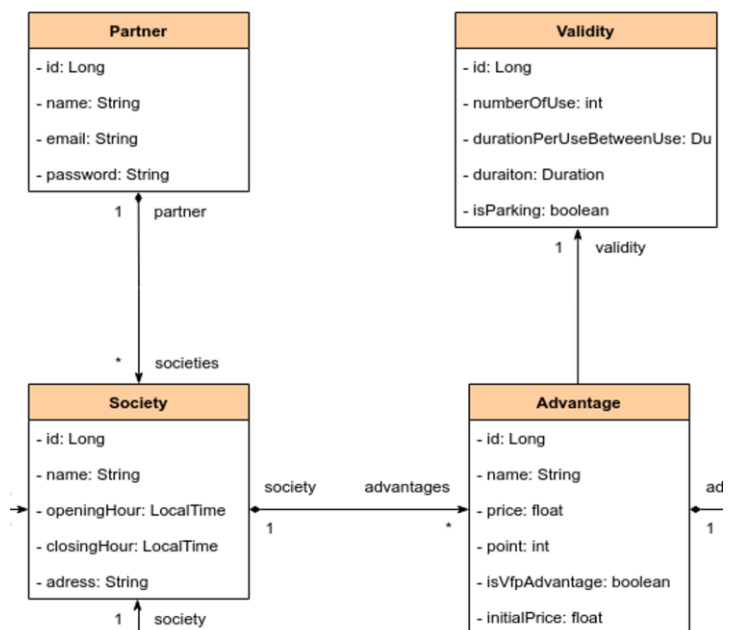 Partner
- id: Long
- name: String
- email: String
- password: String
1 partner
* societies
Validity
- id: Long
- numberOfUse: int
- durationPerUseBetweenUse: Du
- duraiton: Duration
- isParking: boolean
1 validity
Society
- id: Long
- name: String
- openingHour: LocalTime
- closingHour: LocalTime
- adress: String
1 society
society advantages
1 *
Advantage
- id: Long
- name: String
- price: float
- point: int
- isVfpAdvantage: boolean
- initialPrice: float
ad
1